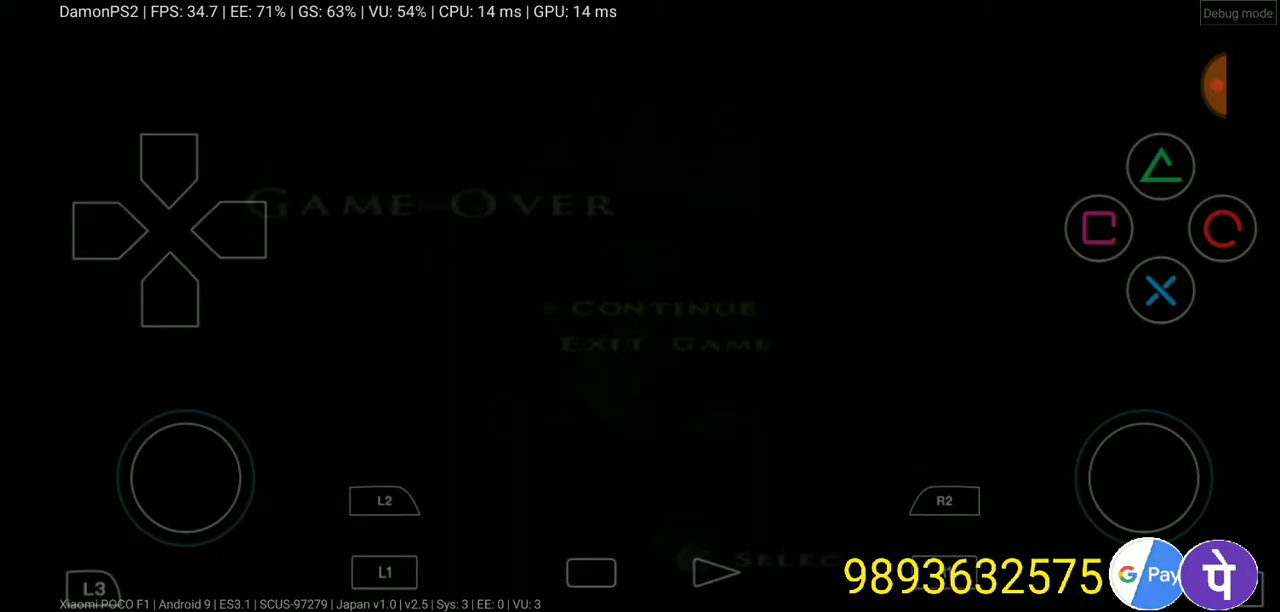 DamonPS2 | FPS: 34.7 | EE: 71% | GS: 63% | VU: 54% | CPU: 14 ms | GPU: 14 ms
Debug mode
GAME OVER
CONTINUE
EXIT GAME
L2
R2
SELEC
L1
9893632575
G Pay
पे
L3
Xiaomi POCO F1 | Android 9 | ES3.1 | SCUS-97279 | Japan v1.0 | v2.5 | Sys: 3 | EE: 0 | VU: 3